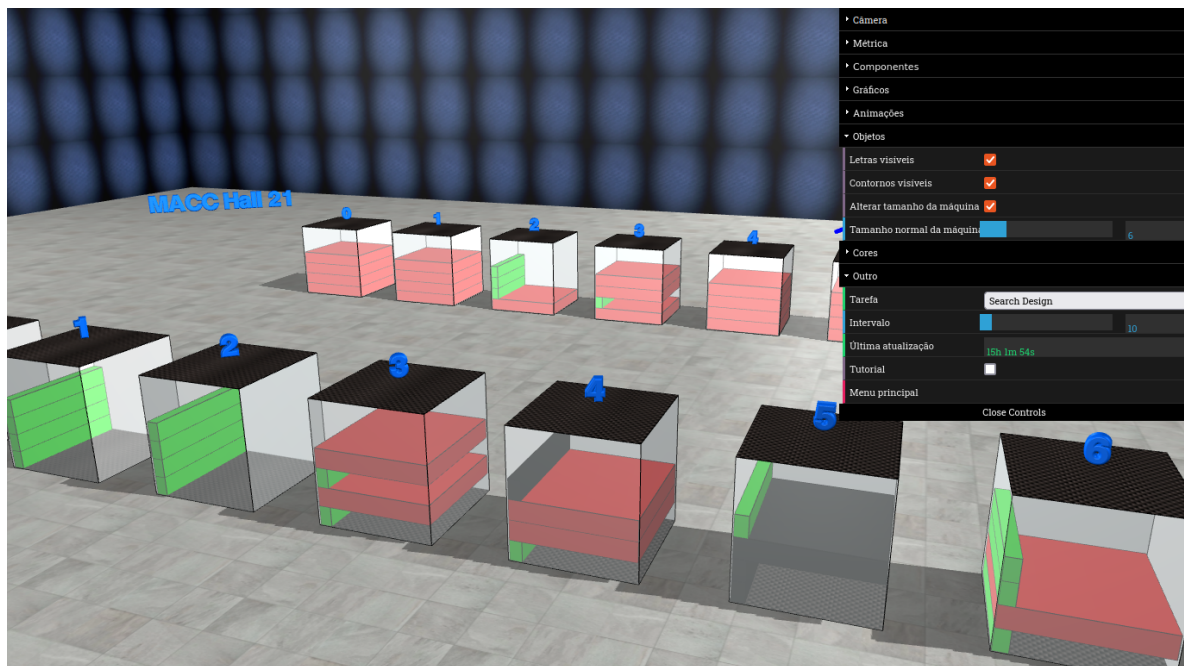 MACC Hall 21
0
1
2
3
4
1
2
3
4
5
6
Câmera
Métrica
Componentes
Gráficos
Animações
Objetos
Letras visíveis
Contornos visíveis
Alterar tamanho da máquina
Tamanho normal da máquina 6
Cores
Outro
Tarefa Search Design
Intervalo 10
Última atualização 15h 1m 54s
Tutorial
Menu principal
Close Controls